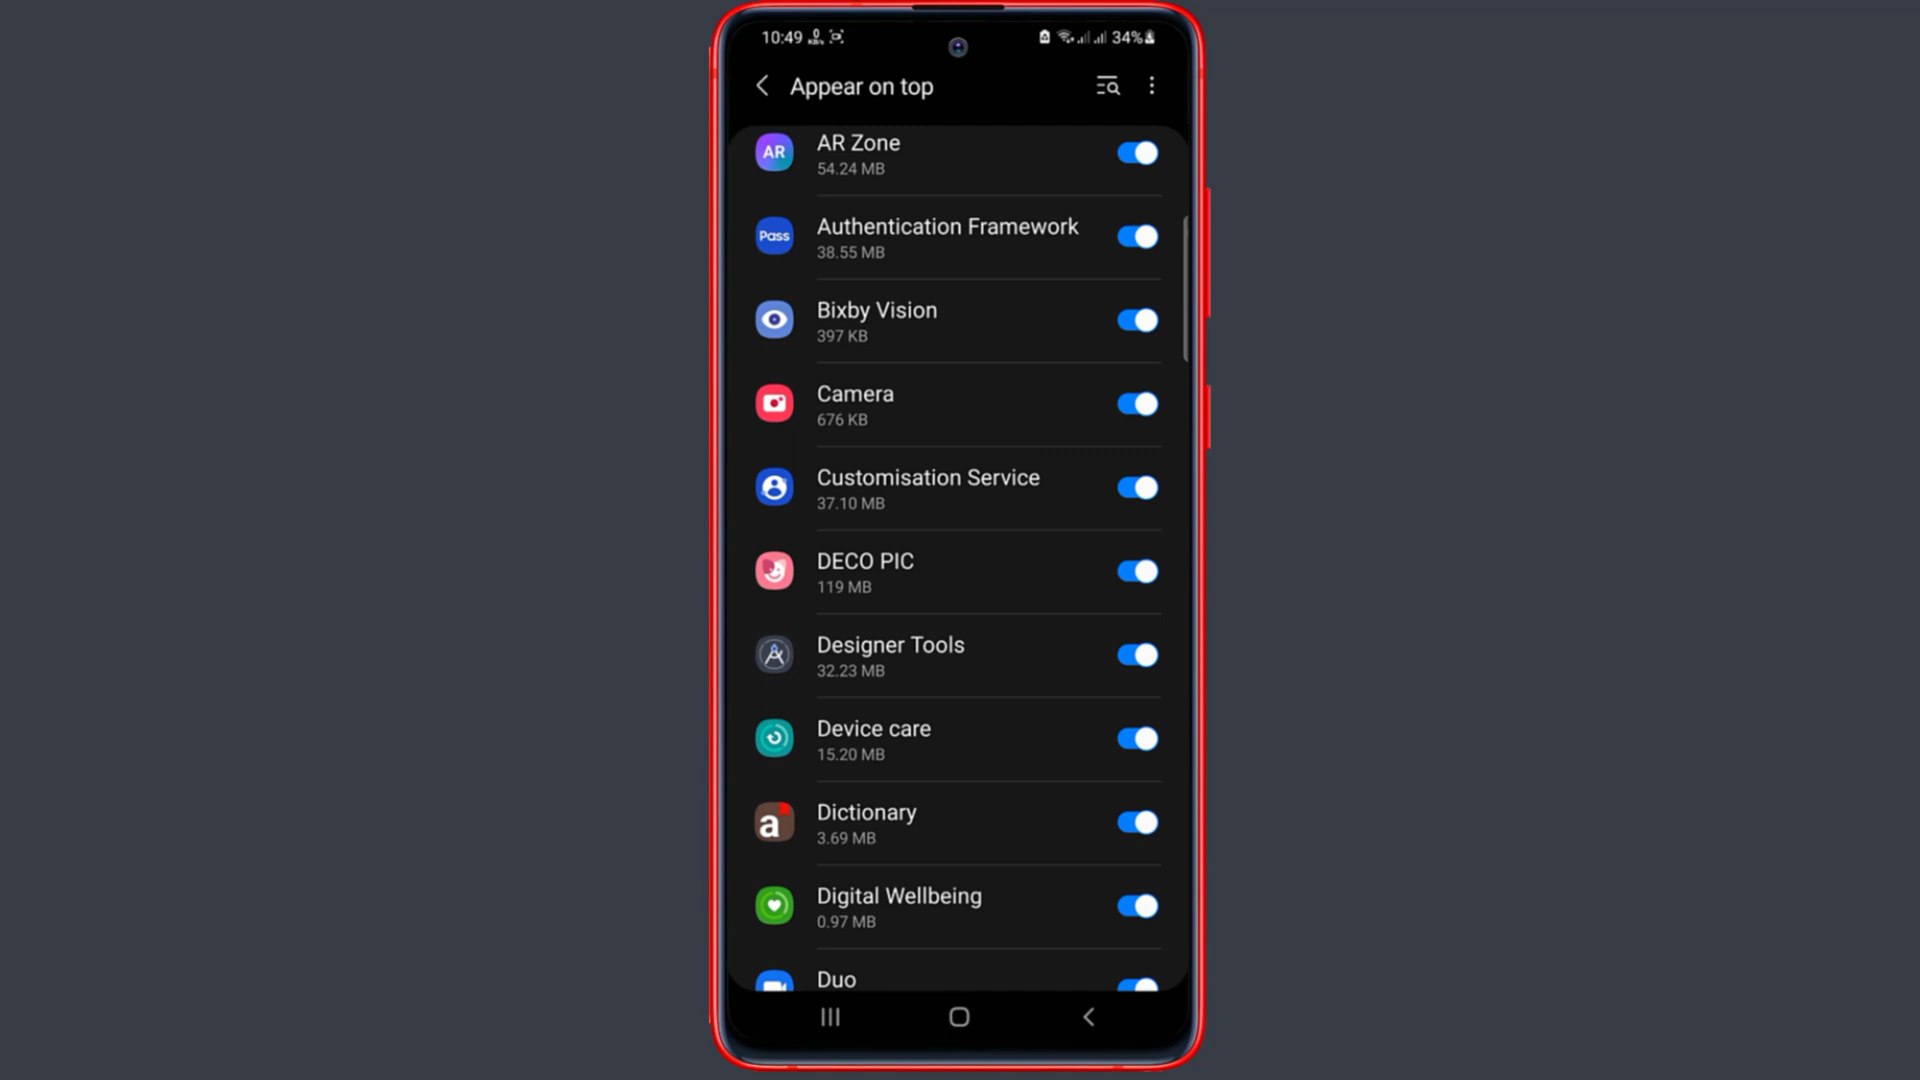 10:49 0 KB/s 34%
Appear on top
AR AR Zone
54.24 MB
Pass Authentication Framework
38.55 MB
Bixby Vision
397 KB
Camera
676 KB
Customisation Service
37.10 MB
DECO PIC
119 MB
Designer Tools
32.23 MB
Device care
15.20 MB
a Dictionary
3.69 MB
Digital Wellbeing
0.97 MB
Duo